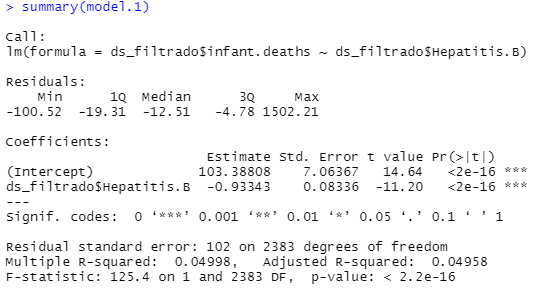 > summary(model.1)
Call:
lm(formula = ds_filtrado$infant.deaths ~ ds_filtrado$Hepatitis.B)
Residuals:
Min 1Q Median 3Q Max
-100.52 -19.31 -12.51 -4.78 1502.21
Coefficients:
Estimate Std. Error t value Pr(>|t|)
(Intercept) 103.38808 7.06367 14.64 <2e-16 ***
ds_filtrado$Hepatitis.B -0.93343 0.08336 -11.20 <2e-16 ***
---
Signif. codes: 0 ‘***’ 0.001 ‘**’ 0.01 ‘*’ 0.05 ‘.’ 0.1 ‘ ’ 1
Residual standard error: 102 on 2383 degrees of freedom
Multiple R-squared: 0.04998, Adjusted R-squared: 0.04958
F-statistic: 125.4 on 1 and 2383 DF, p-value: < 2.2e-16